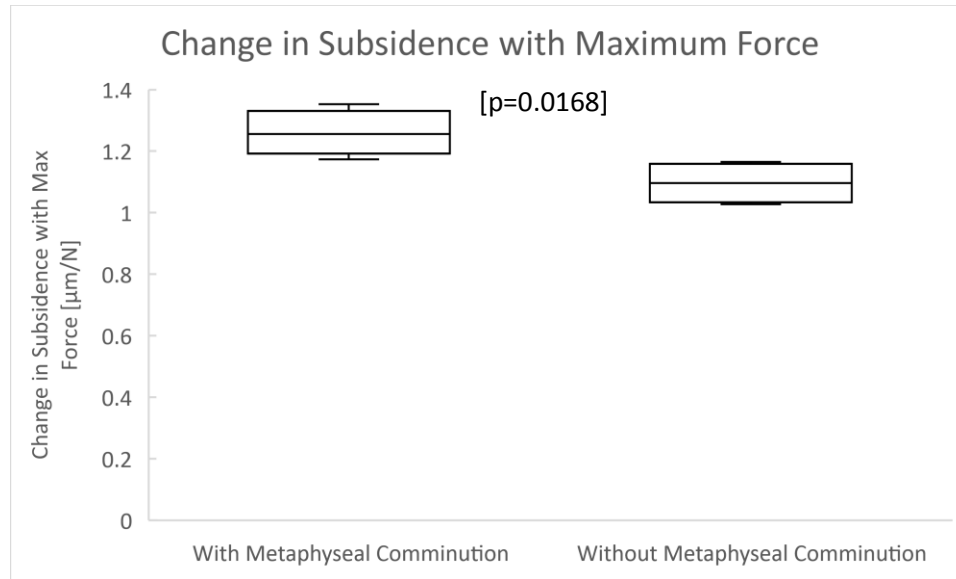 Change in Subsidence with Maximum Force
[p=0.0168]
Change in Subsidence with Max
Force [µm/N]
1.4
1.2
1
0.8
0.6
0.4
0.2
0
With Metaphyseal Comminution
Without Metaphyseal Comminution